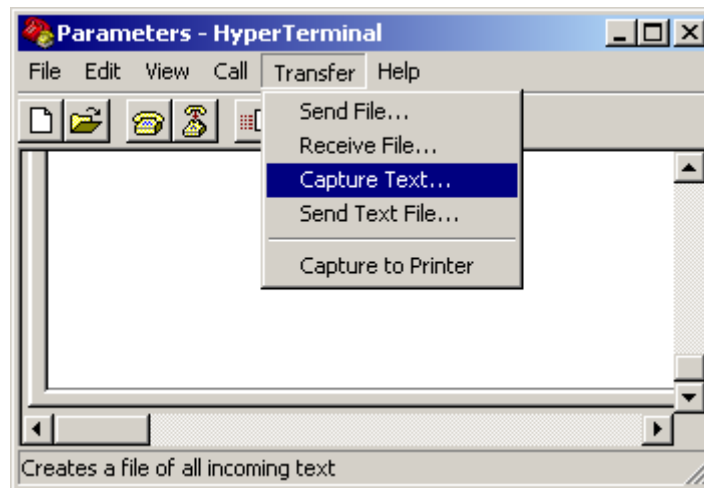 Parameters - HyperTerminal
File Edit View Call Transfer Help
Send File...
Receive File...
Capture Text...
Send Text File...
Capture to Printer
Creates a file of all incoming text